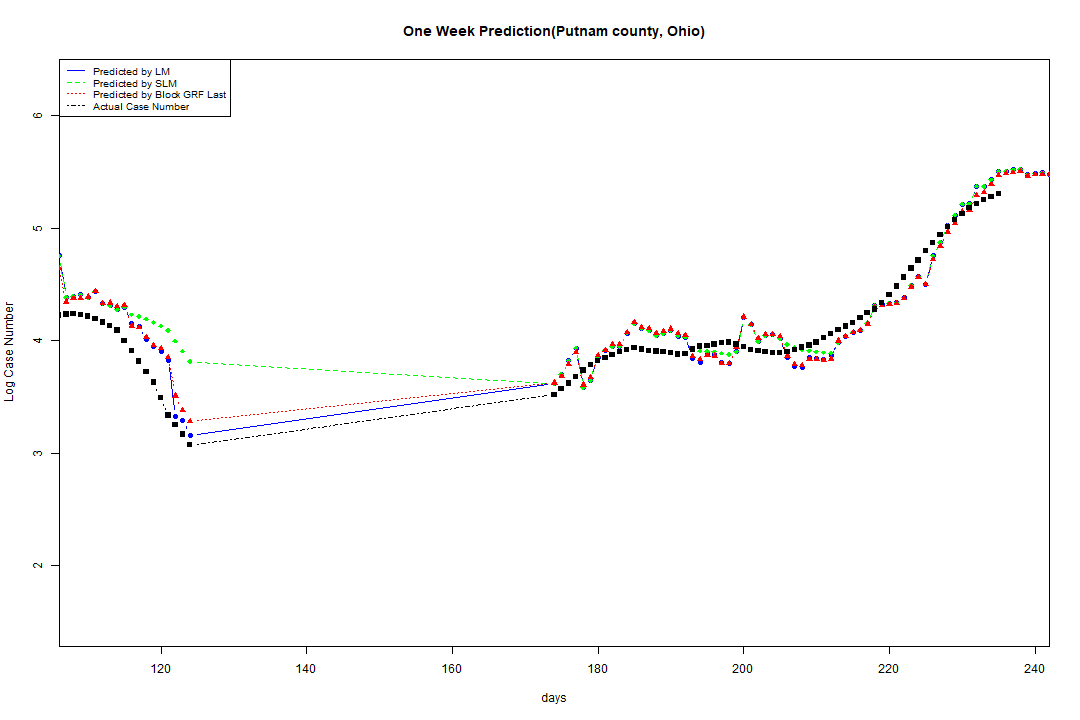 One Week Prediction(Putnam county, Ohio)
Predicted by LM
Predicted by SLM
Predicted by Block GRF Last
Actual Case Number
Log Case Number
6
5
4
3
2
120 140 160 180 200 220 240
days